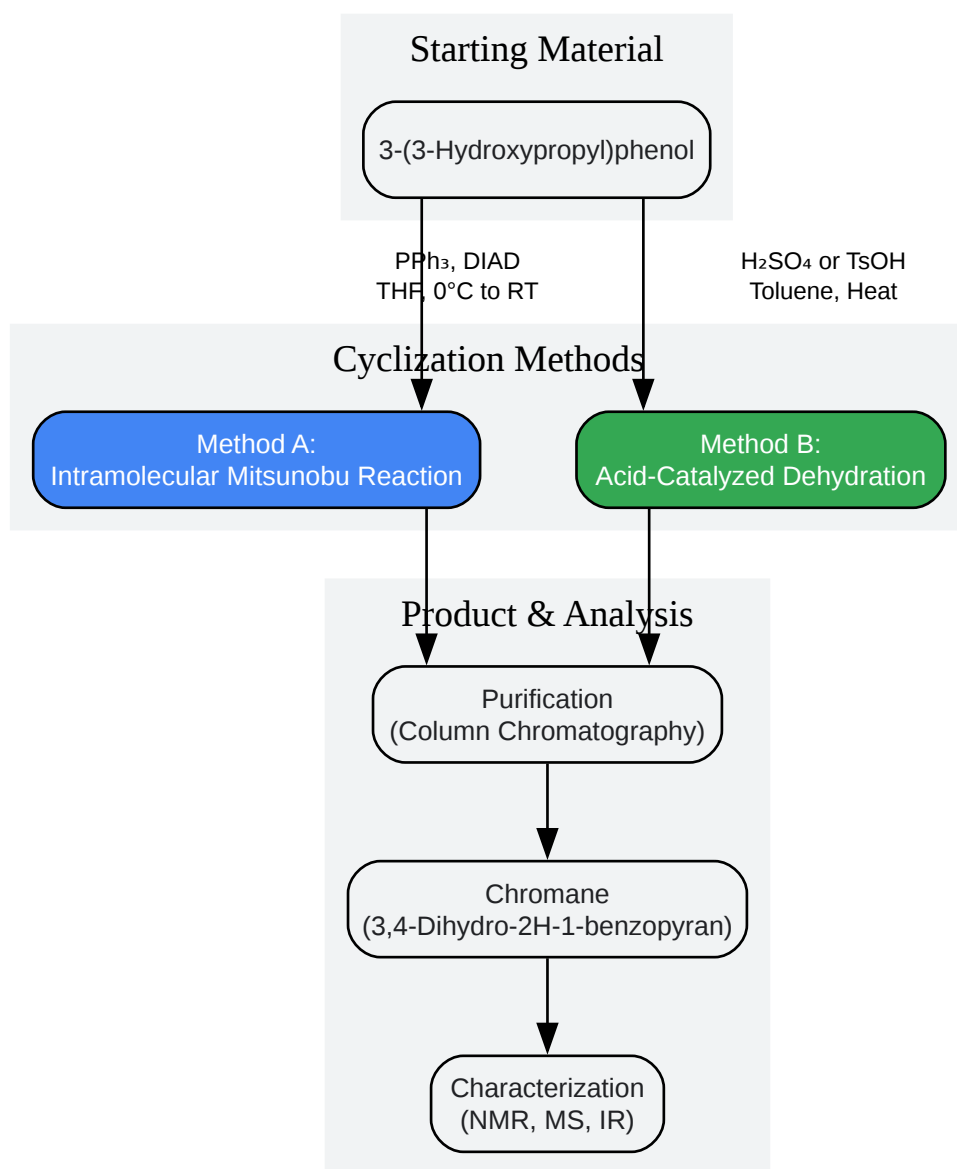 Starting Material
3-(3-Hydroxypropyl)phenol
PPh₃, DIAD
THF, 0°C to RT
H₂SO₄ or TsOH
Toluene, Heat
Cyclization Methods
Method A:
Intramolecular Mitsunobu Reaction
Method B:
Acid-Catalyzed Dehydration
Product & Analysis
Purification
(Column Chromatography)
Chromane
(3,4-Dihydro-2H-1-benzopyran)
Characterization
(NMR, MS, IR)